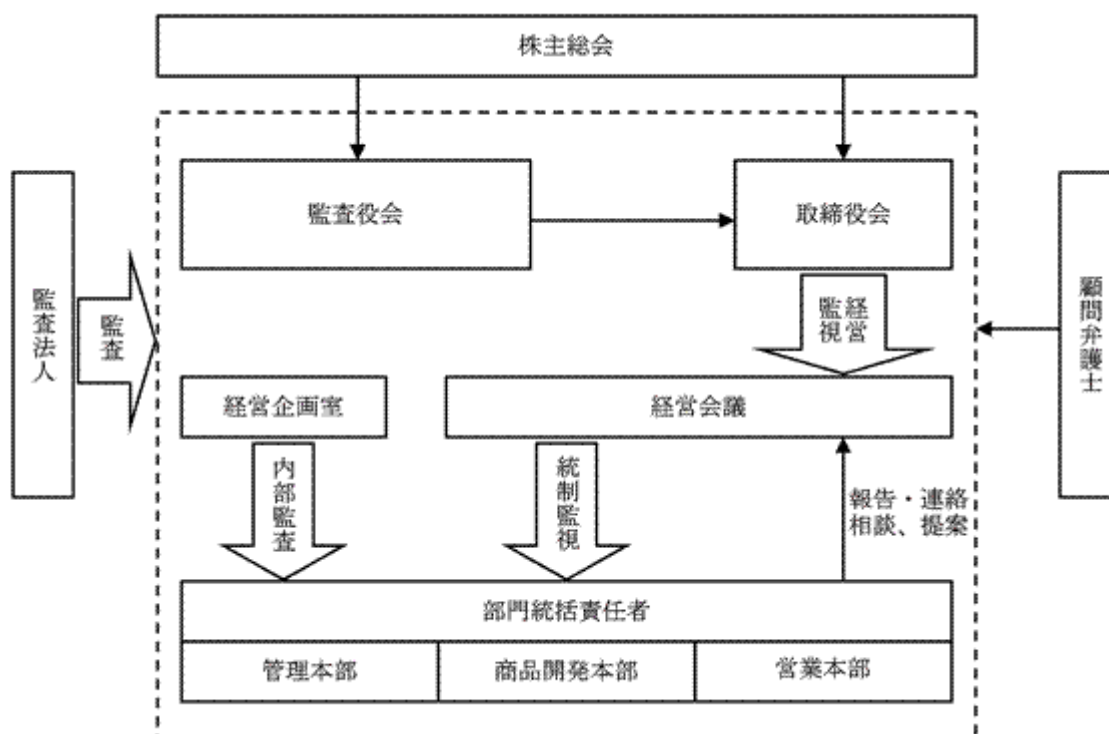 株主総会
監査役会
取締役会
監査法人
監査
経営
監視
顧問弁護士
経営企画室
経営会議
内部監査
統制監視
報告・連絡
相談、提案
部門統括責任者
管理本部
商品開発本部
営業本部